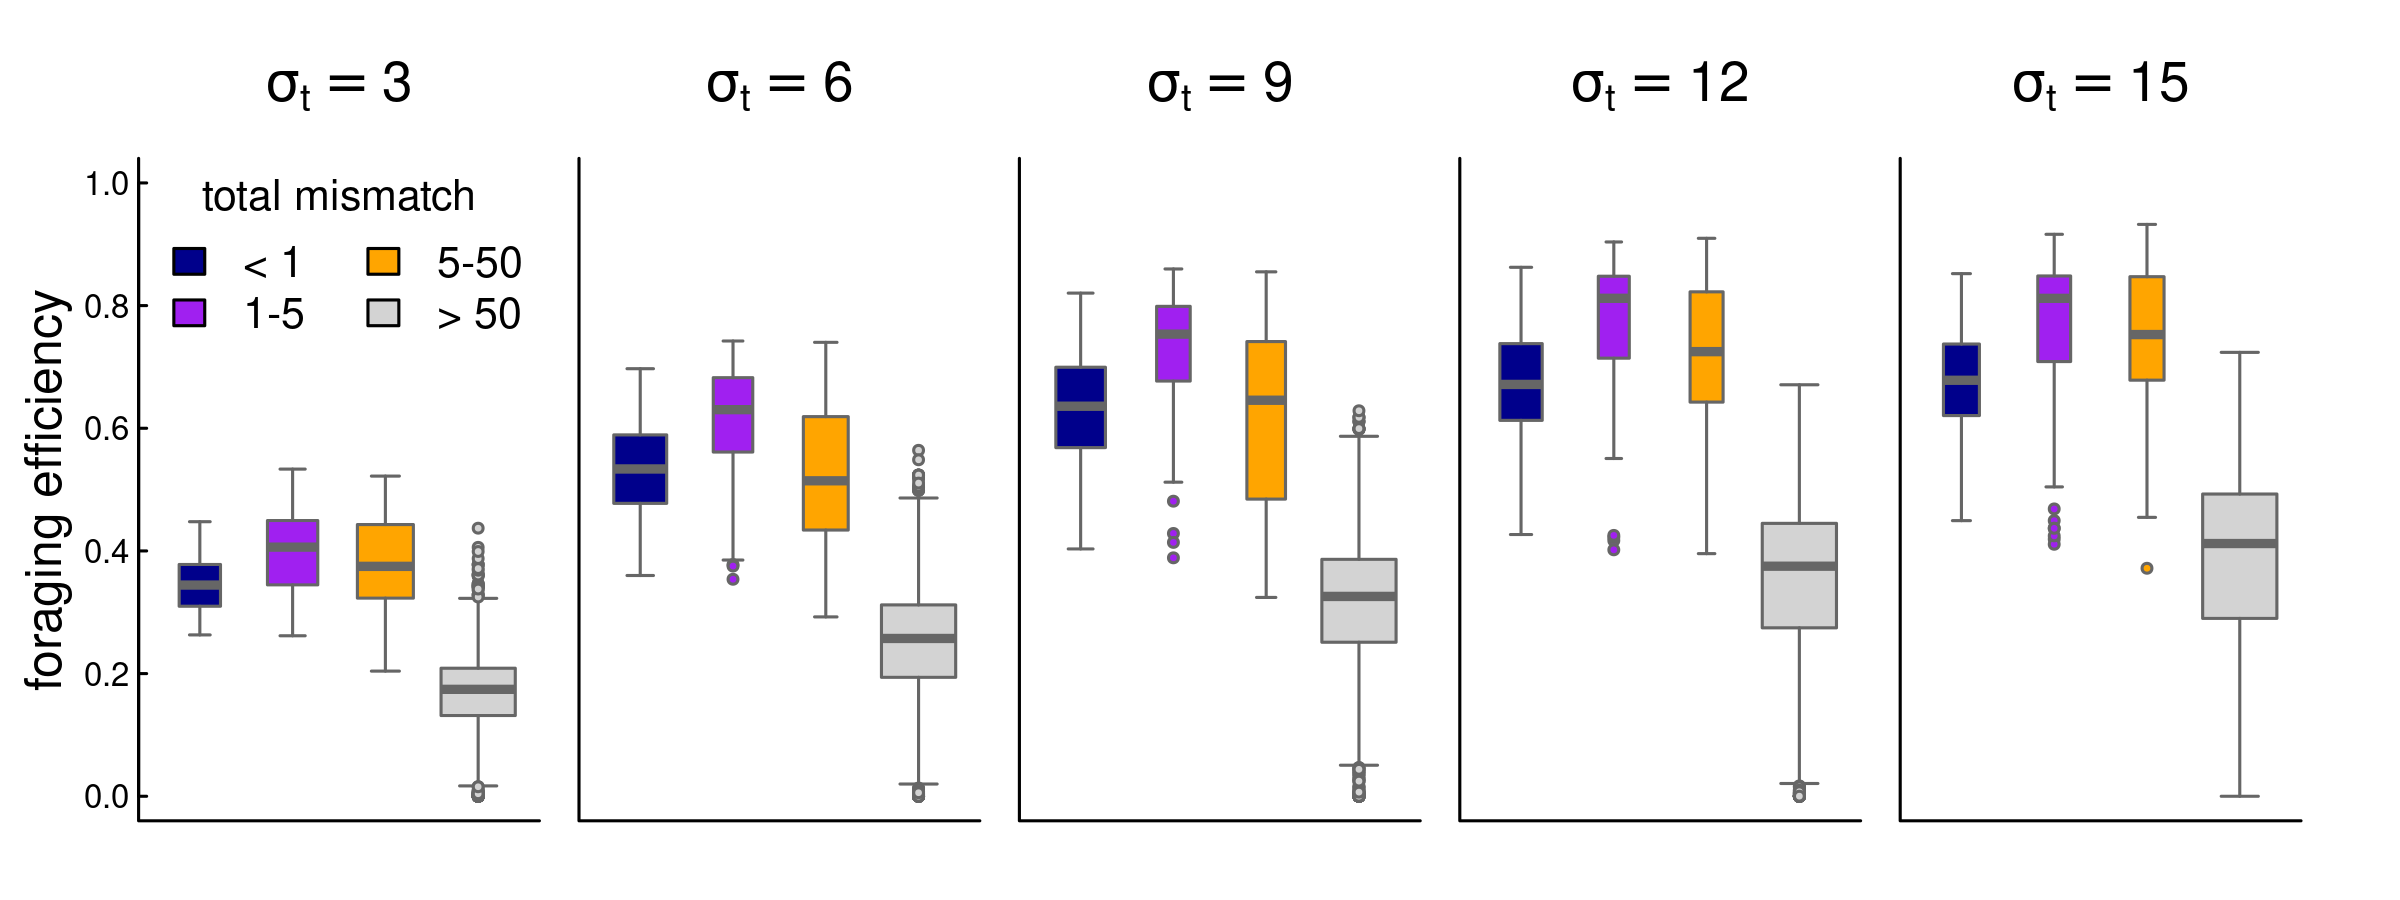 σt = 3
σt = 6
σt = 9
σt = 12
σt = 15
foraging efficiency
1.0
0.8
0.6
0.4
0.2
0.0
total mismatch
< 1
5-50
1-5
> 50